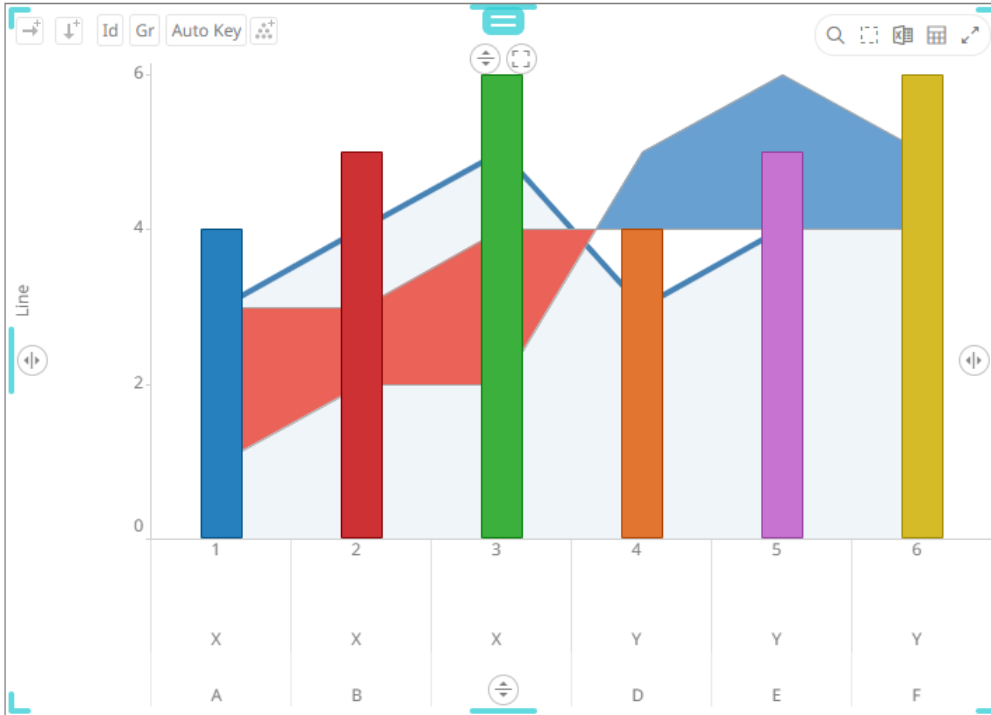 Id Gr Auto Key
6
4
Line
2
0
1 2 3 4 5 6
X X X Y Y Y
A B D E F